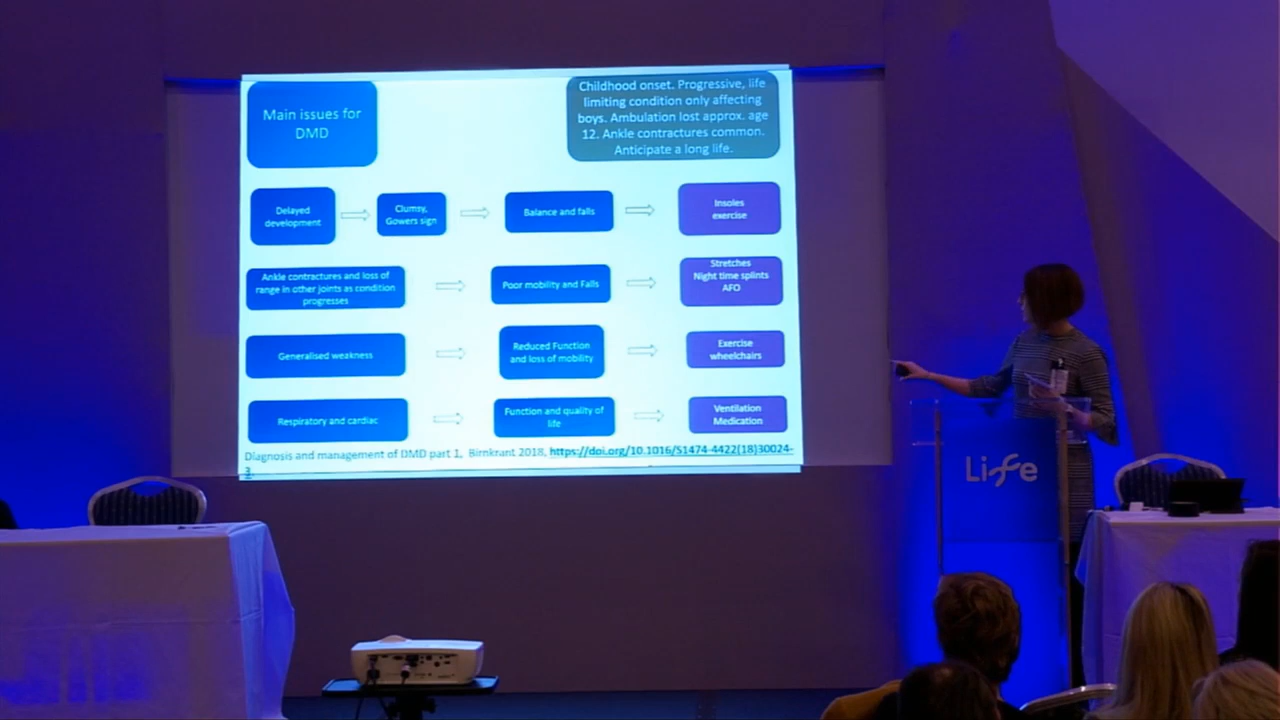 Main issues for
DMD
Childhood onset. Progressive, life
limiting condition only affecting
boys. Ambulation lost approx. age
12. Ankle contractures common.
Anticipate a long life.
Delayed
development
Clumsy,
Gowers sign
Balance and falls
Insoles
exercise
Ankle contractures and loss of
range in other joints as condition
progresses
Poor mobility and Falls
Stretches
Night time splints
AFO
Generalised weakness
Reduced Function
and loss of mobility
Exercise
wheelchairs
Respiratory and cardiac
Function and quality of
life
Ventilation
Medication
Diagnosis and management of DMD part 1, Birnkrant 2018, https://doi.org/10.1016/S1474-4422(18)30024-
3
Life